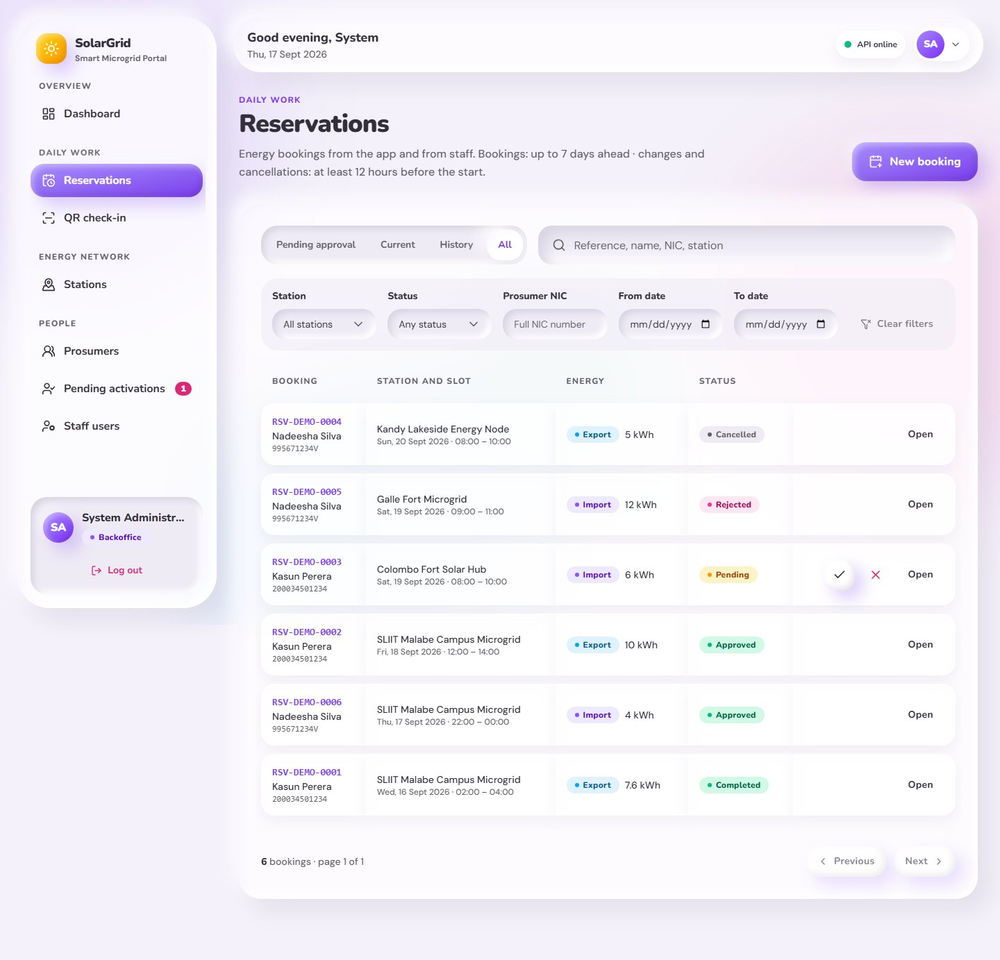 SolarGrid
Smart Microgrid Portal
OVERVIEW
Dashboard
DAILY WORK
Reservations
QR check-in
ENERGY NETWORK
Stations
PEOPLE
Prosumers
Pending activations 1
Staff users
SA
System Administr...
Backoffice
Log out
Good evening, System
Thu, 17 Sept 2026
API online
SA
DAILY WORK
Reservations
Energy bookings from the app and from staff. Bookings: up to 7 days ahead · changes and
cancellations: at least 12 hours before the start.
New booking
Pending approval Current History All
Reference, name, NIC, station
Station Status Prosumer NIC From date To date
All stations Any status Full NIC number mm/dd/yyyy mm/dd/yyyy Clear filters
BOOKING STATION AND SLOT ENERGY STATUS
RSV-DEMO-0004
Nadeesha Silva
995671234V
Kandy Lakeside Energy Node
Sun, 20 Sept 2026 · 08:00 – 10:00
Export 5 kWh
Cancelled
Open
RSV-DEMO-0005
Nadeesha Silva
995671234V
Galle Fort Microgrid
Sat, 19 Sept 2026 · 09:00 – 11:00
Import 12 kWh
Rejected
Open
RSV-DEMO-0003
Kasun Perera
200034501234
Colombo Fort Solar Hub
Sat, 19 Sept 2026 · 08:00 – 10:00
Import 6 kWh
Pending
Open
RSV-DEMO-0002
Kasun Perera
200034501234
SLIIT Malabe Campus Microgrid
Fri, 18 Sept 2026 · 12:00 – 14:00
Export 10 kWh
Approved
Open
RSV-DEMO-0006
Nadeesha Silva
995671234V
SLIIT Malabe Campus Microgrid
Thu, 17 Sept 2026 · 22:00 – 00:00
Import 4 kWh
Approved
Open
RSV-DEMO-0001
Kasun Perera
200034501234
SLIIT Malabe Campus Microgrid
Wed, 16 Sept 2026 · 02:00 – 04:00
Export 7.6 kWh
Completed
Open
6 bookings · page 1 of 1
Previous
Next